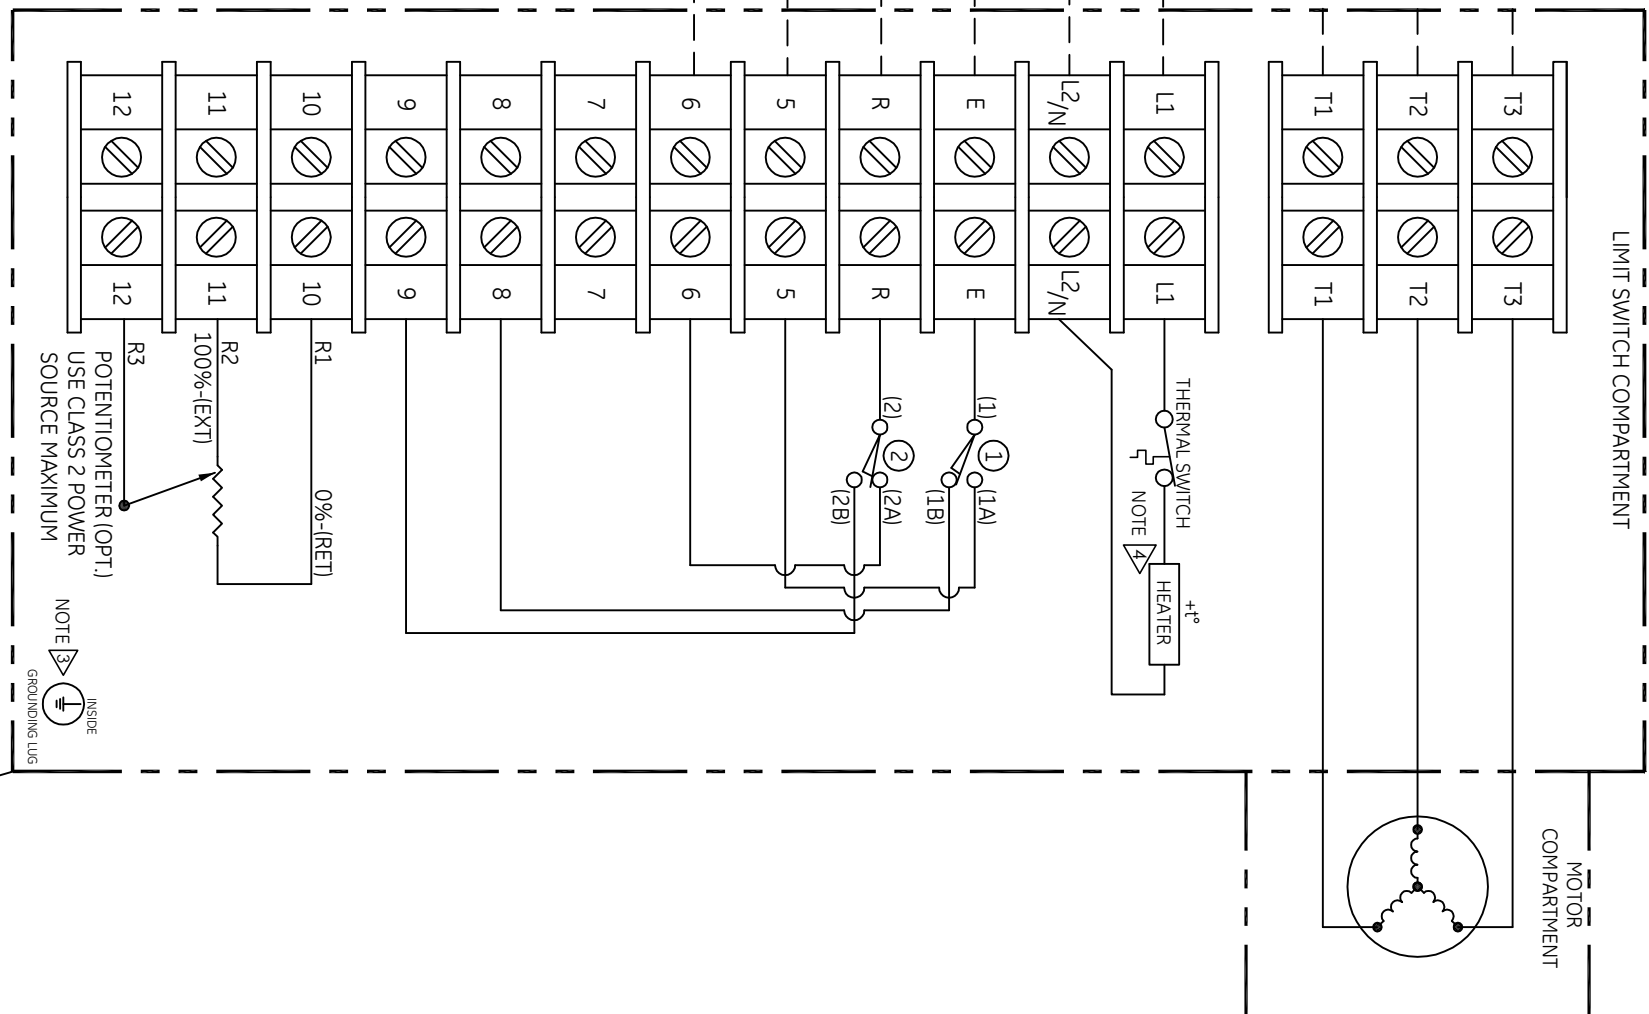 LIMIT SWITCH COMPARTMENT
T3
T2
T1
L1
L2/N
E
R
5
6
7
8
9
10
11
12
T3
T2
T1
L1
L2/N
E
R
5
6
7
8
9
10
11
12
THERMAL SWITCH
NOTE 4
HEATER
+t°
(1)
1
(1A)
(1B)
(2)
2
(2A)
(2B)
R1
0%-(RET)
R2
100%-(EXT)
R3
POTENTIOMETER (OPT.)
USE CLASS 2 POWER
SOURCE MAXIMUM
NOTE 3
INSIDE
GROUNDING LUG
MOTOR
COMPARTMENT